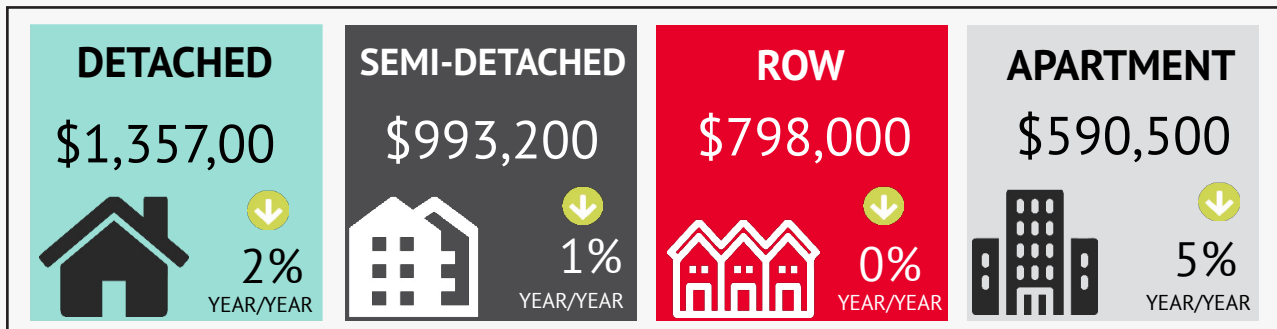 DETACHED
$1,357,00
2%
YEAR/YEAR
SEMI-DETACHED
$993,200
1%
YEAR/YEAR
ROW
$798,000
0%
YEAR/YEAR
APARTMENT
$590,500
5%
YEAR/YEAR